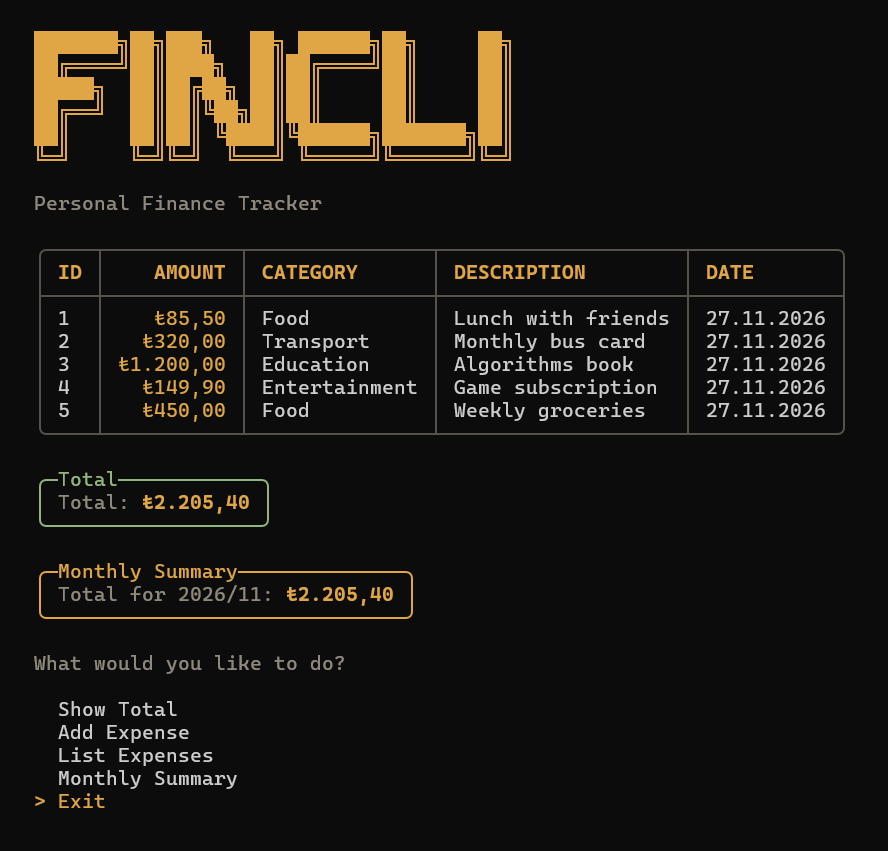 FINCLI
Personal Finance Tracker
ID AMOUNT CATEGORY DESCRIPTION DATE
1 ₺85,50 Food Lunch with friends 27.11.2026
2 ₺320,00 Transport Monthly bus card 27.11.2026
3 ₺1.200,00 Education Algorithms book 27.11.2026
4 ₺149,90 Entertainment Game subscription 27.11.2026
5 ₺450,00 Food Weekly groceries 27.11.2026
Total
Total: ₺2.205,40
Monthly Summary
Total for 2026/11: ₺2.205,40
What would you like to do?
Show Total
Add Expense
List Expenses
Monthly Summary
> Exit